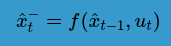 x̂ₜ⁻ = f(x̂ₜ₋₁, uₜ)